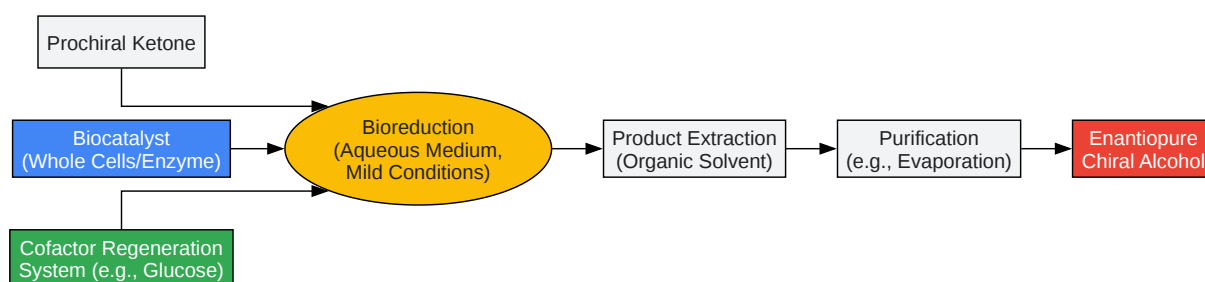 Prochiral Ketone
Biocatalyst
(Whole Cells/Enzyme)
Cofactor Regeneration
System (e.g., Glucose)
Bioreduction
(Aqueous Medium,
Mild Conditions)
Product Extraction
(Organic Solvent)
Purification
(e.g., Evaporation)
Enantiopure
Chiral Alcohol